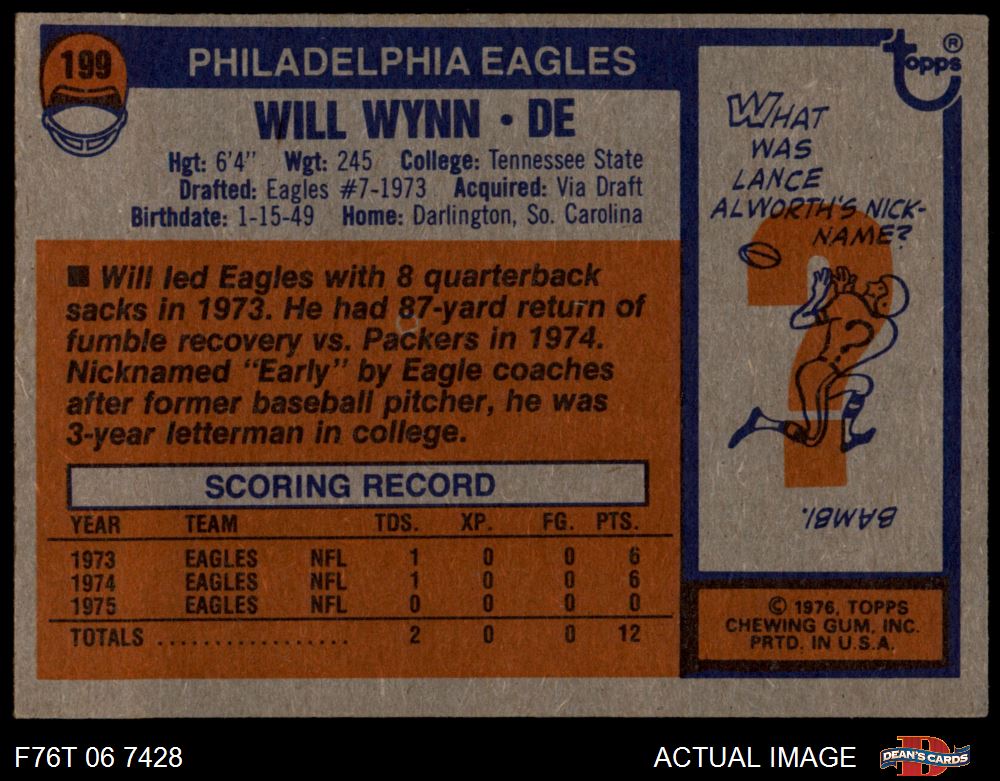 199
PHILADELPHIA EAGLES
WILL WYNN • DE
Hgt: 6'4" Wgt: 245 College: Tennessee State
Drafted: Eagles #7-1973 Acquired: Via Draft
Birthdate: 1-15-49 Home: Darlington, So. Carolina
■ Will led Eagles with 8 quarterback
sacks in 1973. He had 87-yard return of
fumble recovery vs. Packers in 1974.
Nicknamed "Early" by Eagle coaches
after former baseball pitcher, he was
3-year letterman in college.
SCORING RECORD
YEAR TEAM TDS. XP. FG. PTS.
1973 EAGLES NFL 1 0 0 6
1974 EAGLES NFL 1 0 0 6
1975 EAGLES NFL 0 0 0 0
TOTALS .................. 2 0 0 12
Topps ®
WHAT
WAS
LANCE
ALWORTH'S NICK-
NAME?
?
BAMBI.
© 1976, TOPPS
CHEWING GUM, INC.
PRTD. IN U.S.A.
F76T 06 7428
ACTUAL IMAGE
DEAN'S CARDS